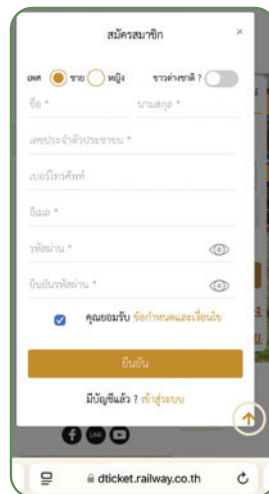 สมัครสมาชิก ×
เพศ ชาย หญิง ชาวต่างชาติ ?
ชื่อ * นามสกุล *
เลขประจำตัวประชาชน *
เบอร์โทรศัพท์
อีเมล *
รหัสผ่าน *
ยืนยันรหัสผ่าน *
คุณยอมรับ ข้อกำหนดและเงื่อนไข
ยืนยัน
มีบัญชีแล้ว ? เข้าสู่ระบบ
LINE
dticket.railway.co.th